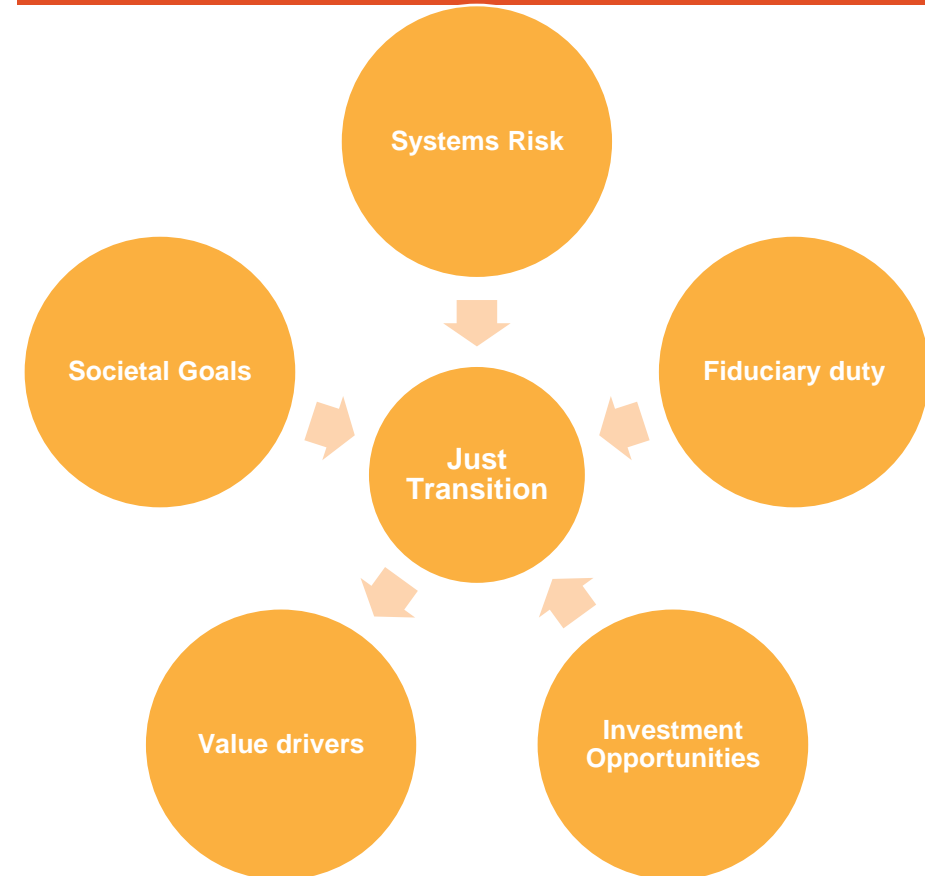 Systems Risk
Societal Goals
Fiduciary duty
Just
Transition
Value drivers
Investment
Opportunities